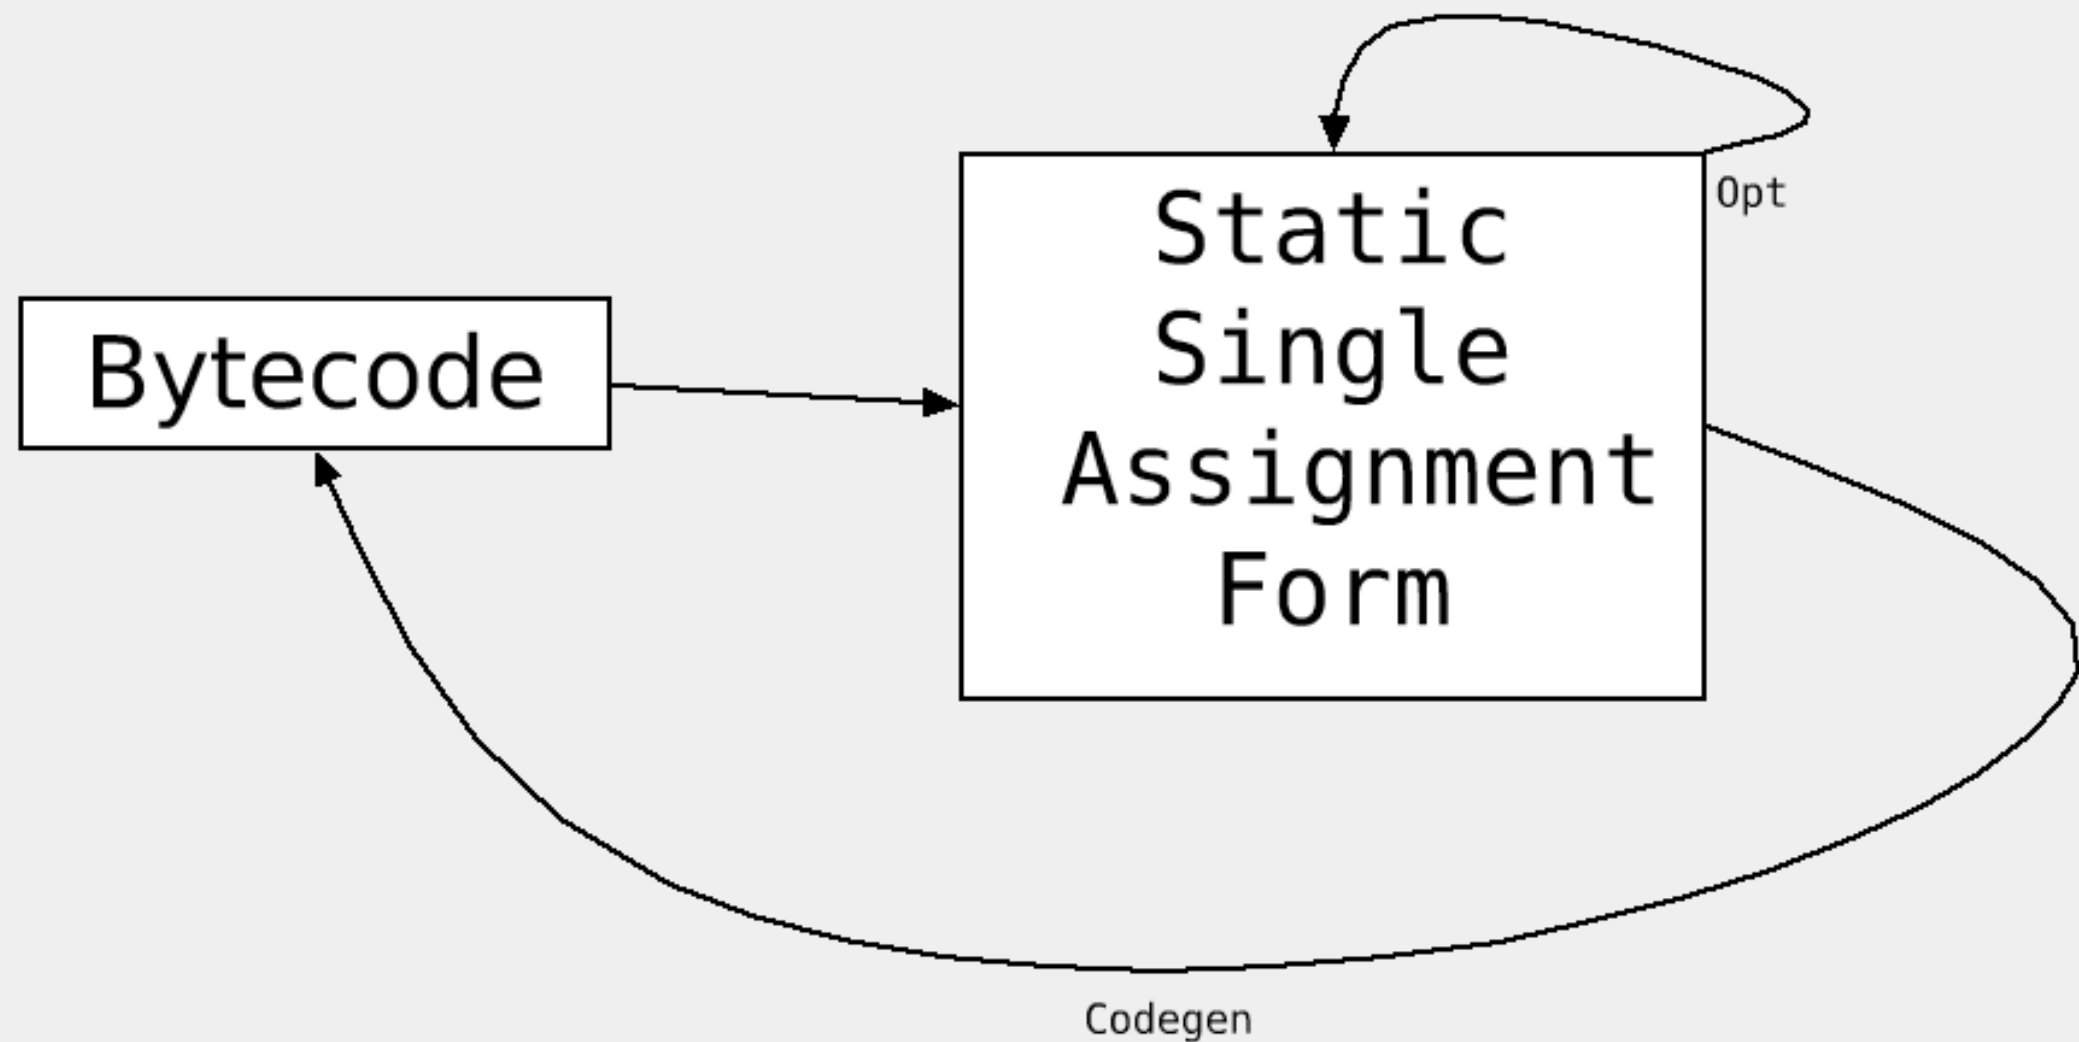 Opt
Static
Single
Assignment
Form
Bytecode
Codegen